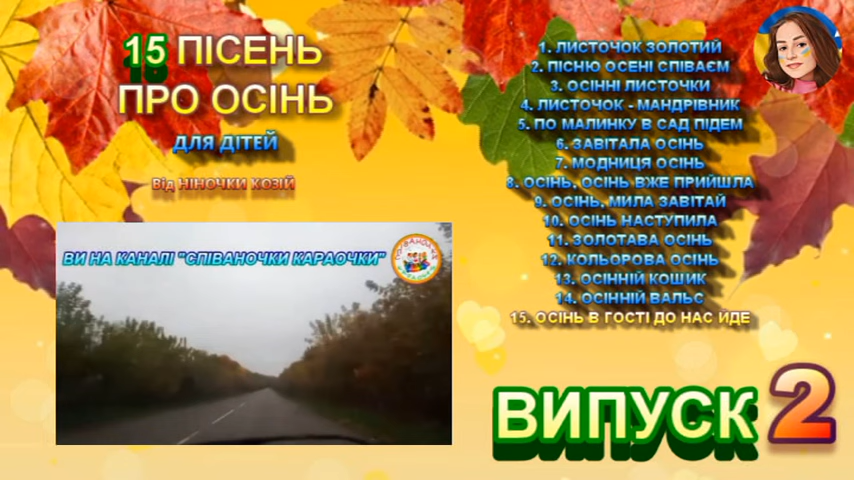 15 ПІСЕНЬ
ПРО ОСІНЬ
ДЛЯ ДІТЕЙ
Від НІНОЧКИ ХОЗІЙ
ВИ НА КАНАЛІ "СПІВАНОЧКИ КАРАОЧКИ"
1. ЛИСТОЧОК ЗОЛОТИЙ
2. ПІСНЮ ОСЕНІ СПІВАЄМ
3. ОСІННІ ЛИСТОЧКИ
4. ЛИСТОЧОК - МАНДРІВНИК
5. ПО МАЛИНКУ В САД ПІДЕМ
6. ЗАВІТАЛА ОСІНЬ
7. МОДНИЦЯ ОСІНЬ
8. ОСІНЬ, ОСІНЬ ВЖЕ ПРИЙШЛА
9. ОСІНЬ, МИЛА ЗАВІТАЙ
10. ОСІНЬ НАСТУПИЛА
11. ЗОЛОТАВА ОСІНЬ
12. КОЛЬОРОВА ОСІНЬ
13. ОСІННІЙ КОШИК
14. ОСІННІЙ ВАЛЬС
15. ОСІНЬ В ГОСТІ ДО НАС ИДЕ
ВИПУСК 2